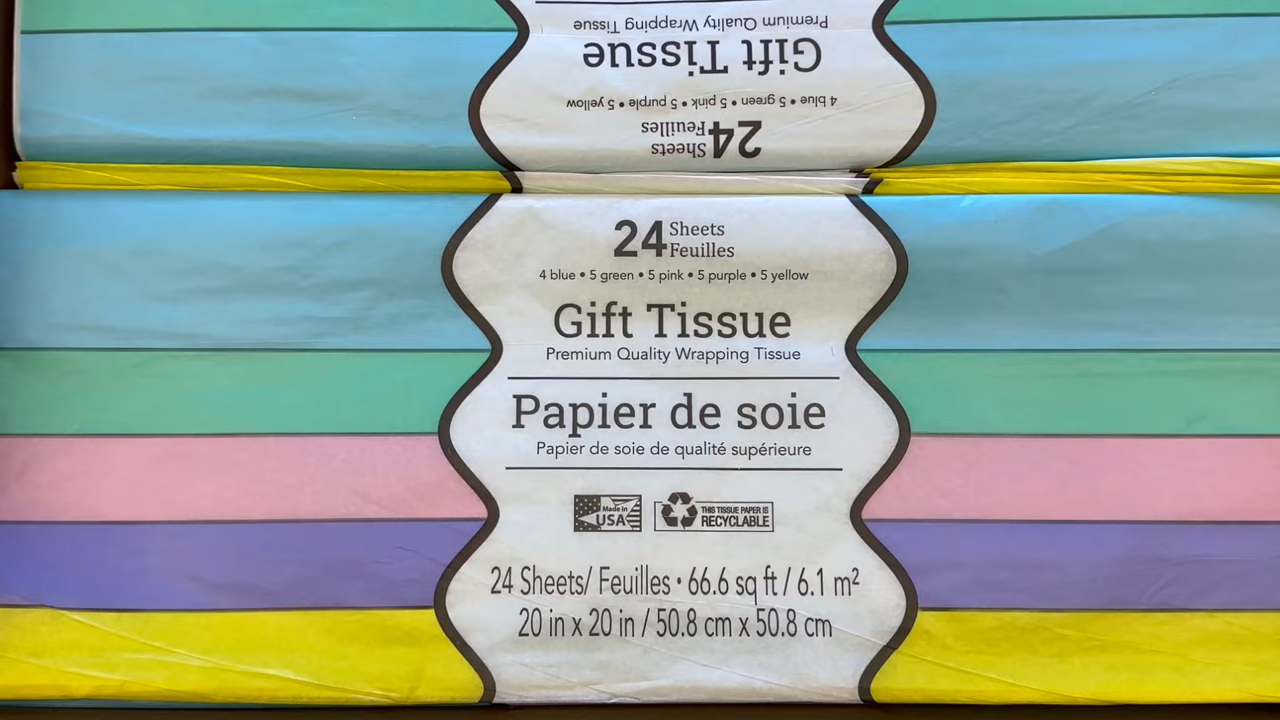 Premium Quality Wrapping Tissue
Gift Tissue
4 blue • 5 green • 5 pink • 5 purple • 5 yellow
24 Sheets
Feuilles
24 Sheets
Feuilles
4 blue • 5 green • 5 pink • 5 purple • 5 yellow
Gift Tissue
Premium Quality Wrapping Tissue
Papier de soie
Papier de soie de qualité supérieure
Made in
USA
THIS TISSUE PAPER IS
RECYCLABLE
24 Sheets/ Feuilles • 66.6 sq ft / 6.1 m²
20 in x 20 in / 50.8 cm x 50.8 cm